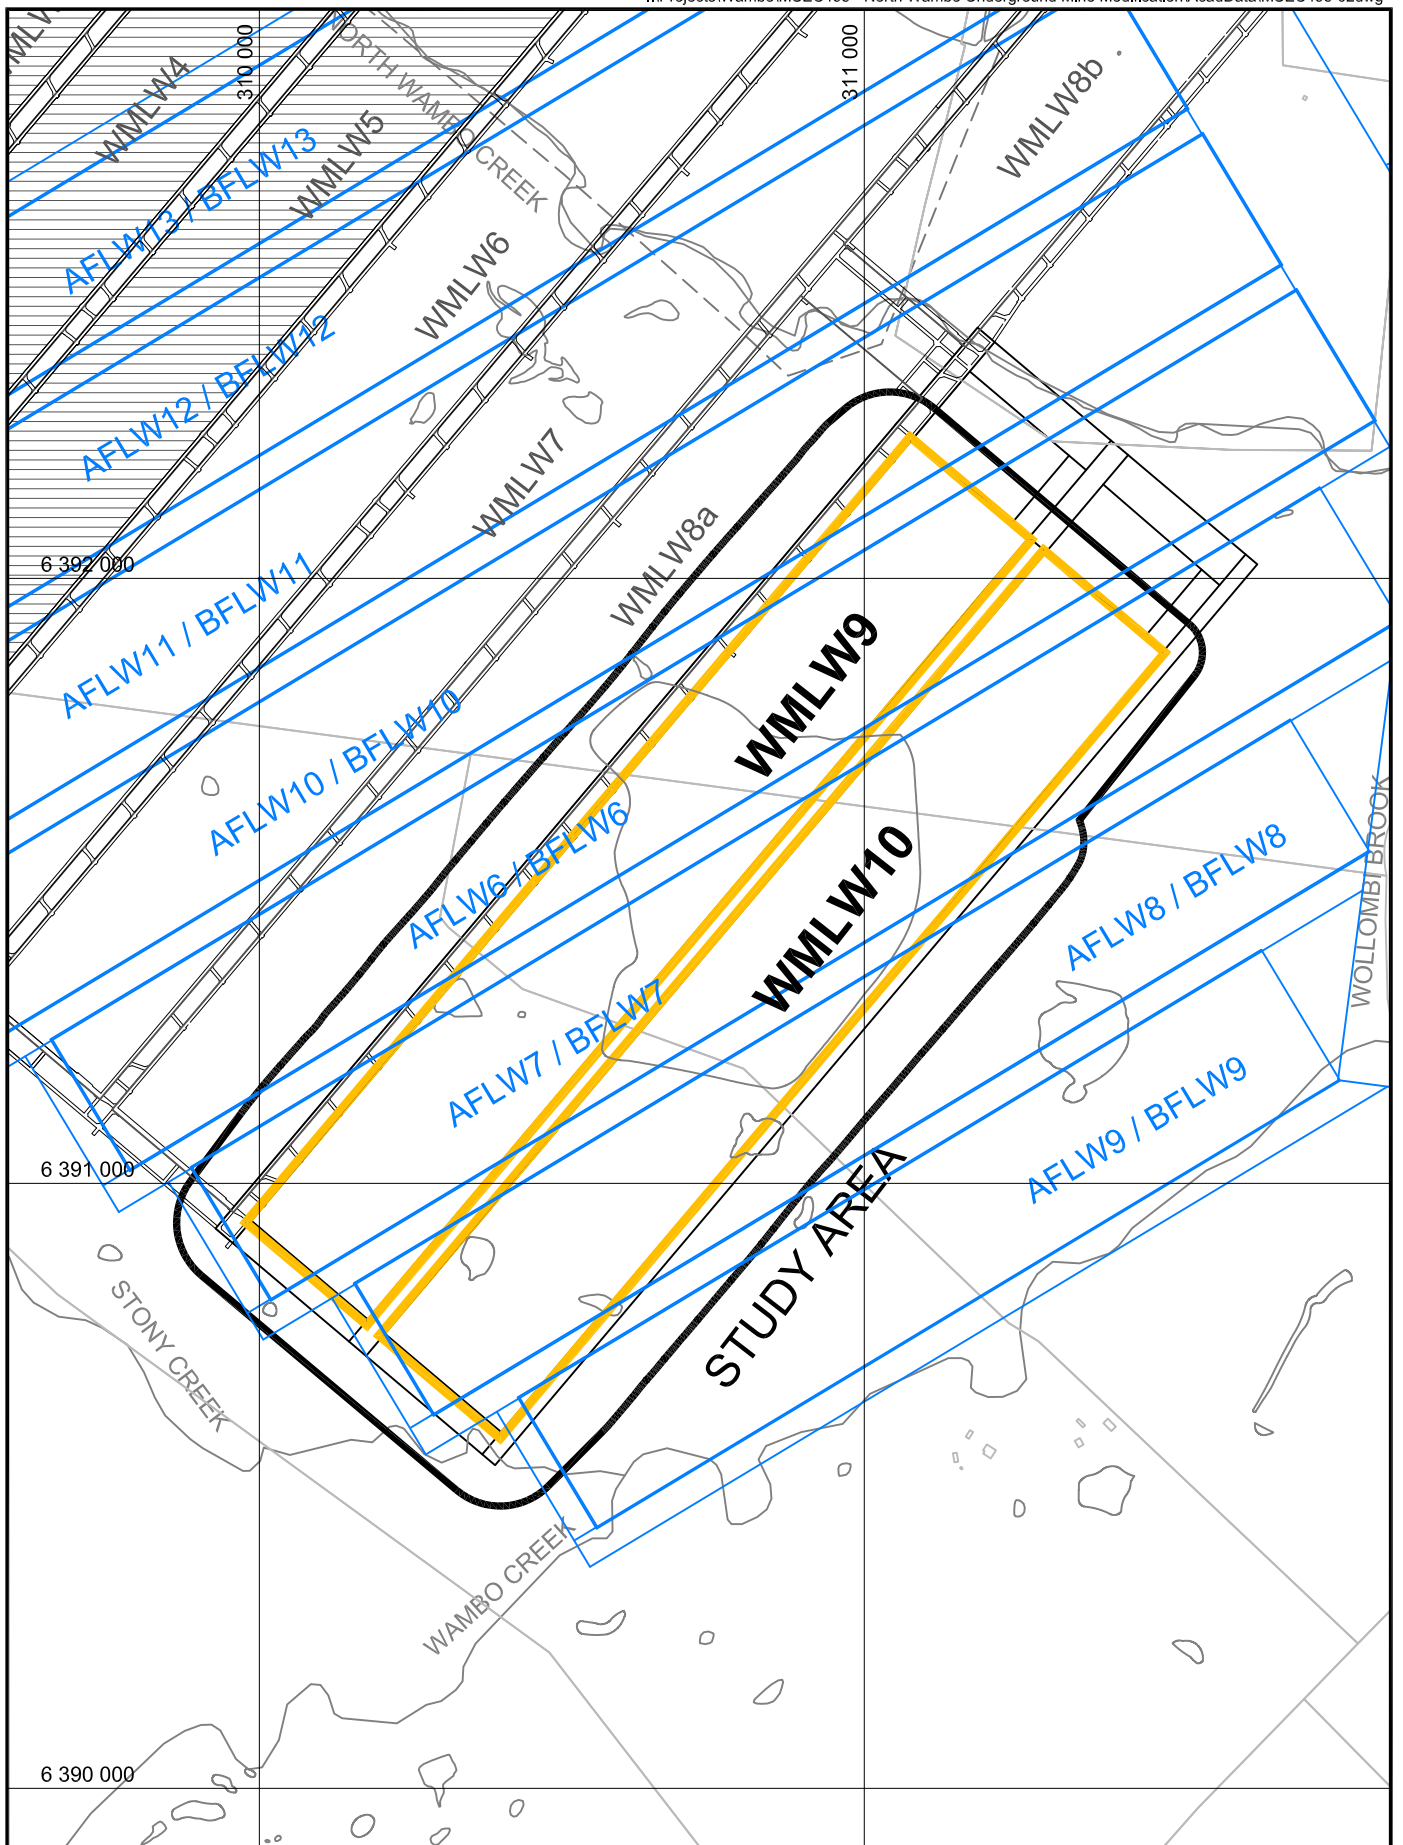 310 000
311 000
WMLW4
WMLW5
NORTH WAMBO CREEK
WMLW8b
AFLW13 / BFLW13
WMLW6
AFLW12 / BFLW12
WMLW7
WMLW8a
6 392 000
AFLW11 / BFLW11
WMLW9
AFLW10 / BFLW10
AFLW6 / BFLW6
WMLW10
AFLW8 / BFLW8
WOLLOMBI BROOK
AFLW7 / BFLW7
AFLW9 / BFLW9
6 391 000
STUDY AREA
STONY CREEK
WAMBO CREEK
6 390 000